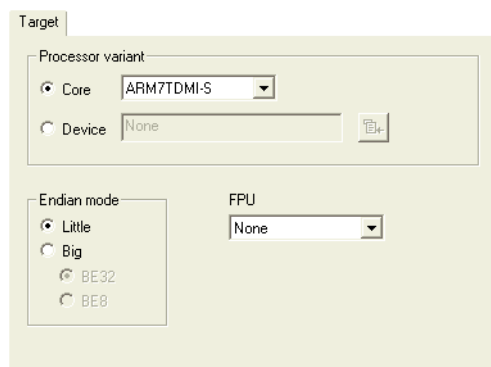 Target
Processor variant
Core ARM7TDMI-S
Device None
Endian mode
Little
Big
BE32
BE8
FPU
None